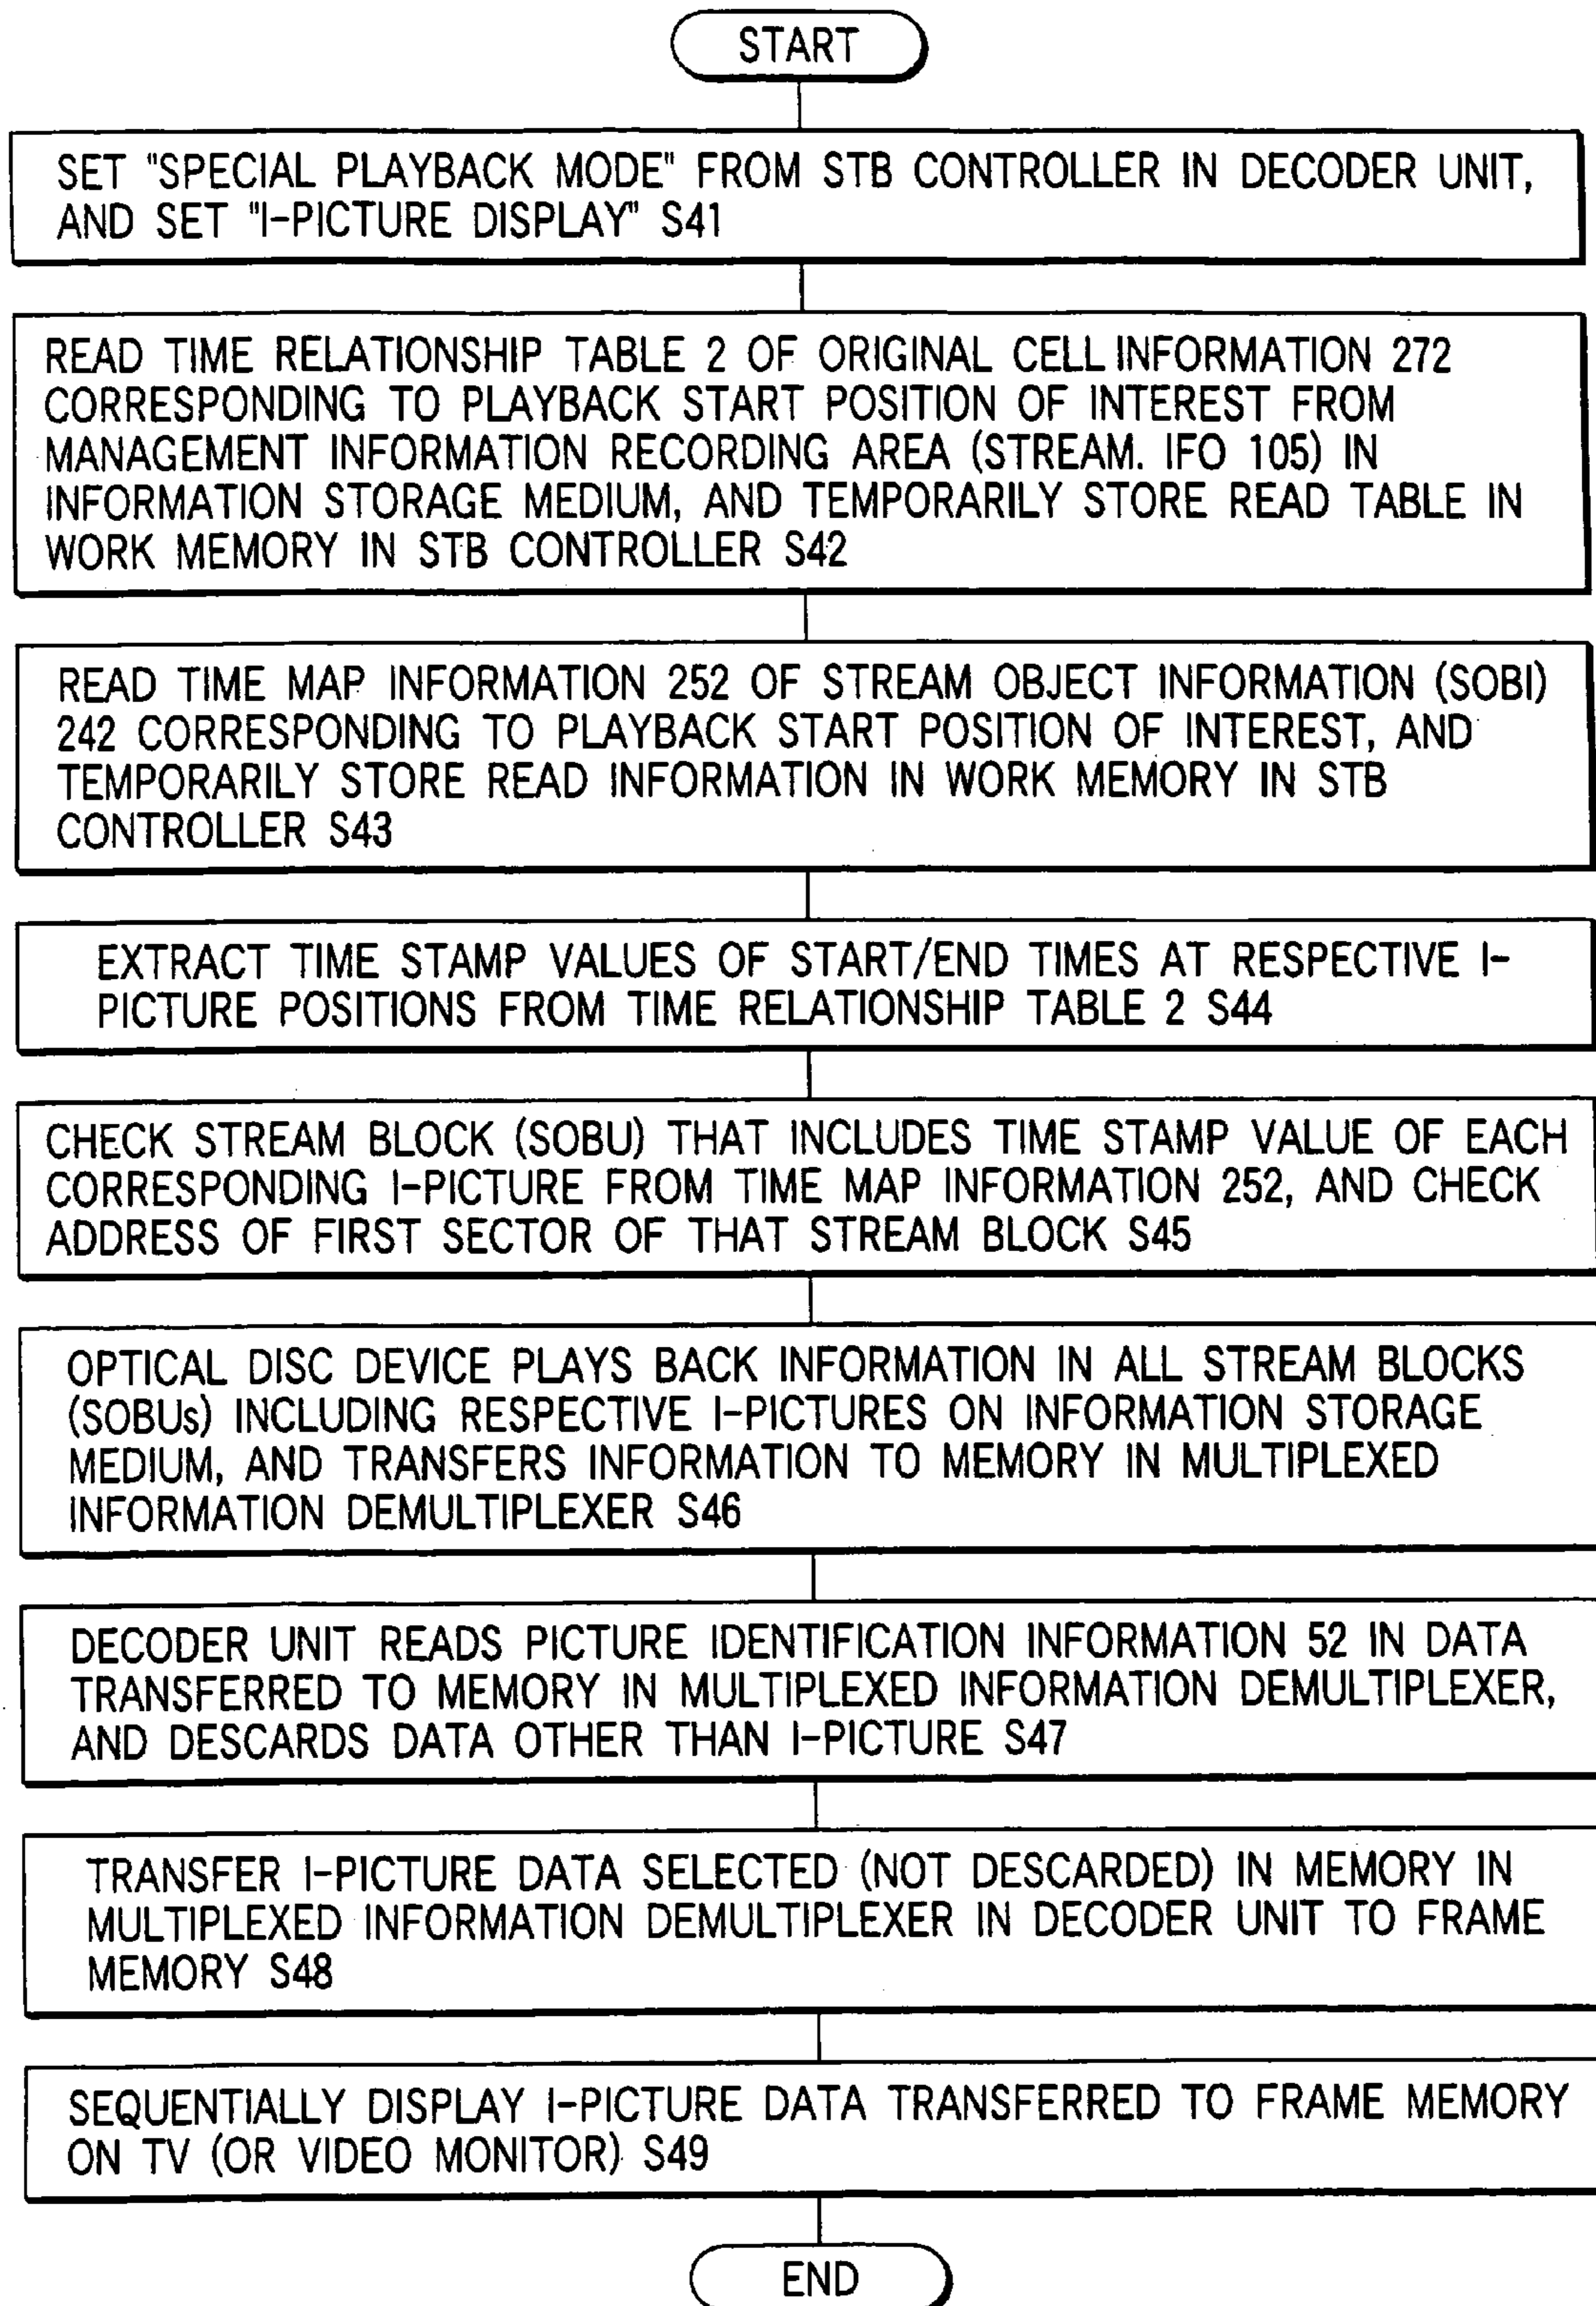 START
SET "SPECIAL PLAYBACK MODE" FROM STB CONTROLLER IN DECODER UNIT,
AND SET "I-PICTURE DISPLAY" S41
READ TIME RELATIONSHIP TABLE 2 OF ORIGINAL CELL INFORMATION 272
CORRESPONDING TO PLAYBACK START POSITION OF INTEREST FROM
MANAGEMENT INFORMATION RECORDING AREA (STREAM. IFO 105) IN
INFORMATION STORAGE MEDIUM, AND TEMPORARILY STORE READ TABLE IN
WORK MEMORY IN STB CONTROLLER S42
READ TIME MAP INFORMATION 252 OF STREAM OBJECT INFORMATION (SOBI)
242 CORRESPONDING TO PLAYBACK START POSITION OF INTEREST, AND
TEMPORARILY STORE READ INFORMATION IN WORK MEMORY IN STB
CONTROLLER S43
EXTRACT TIME STAMP VALUES OF START/END TIMES AT RESPECTIVE I-
PICTURE POSITIONS FROM TIME RELATIONSHIP TABLE 2 S44
CHECK STREAM BLOCK (SOBU) THAT INCLUDES TIME STAMP VALUE OF EACH
CORRESPONDING I-PICTURE FROM TIME MAP INFORMATION 252, AND CHECK
ADDRESS OF FIRST SECTOR OF THAT STREAM BLOCK S45
OPTICAL DISC DEVICE PLAYS BACK INFORMATION IN ALL STREAM BLOCKS
(SOBUs) INCLUDING RESPECTIVE I-PICTURES ON INFORMATION STORAGE
MEDIUM, AND TRANSFERS INFORMATION TO MEMORY IN MULTIPLEXED
INFORMATION DEMULTIPLEXER S46
DECODER UNIT READS PICTURE IDENTIFICATION INFORMATION 52 IN DATA
TRANSFERRED TO MEMORY IN MULTIPLEXED INFORMATION DEMULTIPLEXER,
AND DESCARDS DATA OTHER THAN I-PICTURE S47
TRANSFER I-PICTURE DATA SELECTED (NOT DESCARDED) IN MEMORY IN
MULTIPLEXED INFORMATION DEMULTIPLEXER IN DECODER UNIT TO FRAME
MEMORY S48
SEQUENTIALLY DISPLAY I-PICTURE DATA TRANSFERRED TO FRAME MEMORY
ON TV (OR VIDEO MONITOR) S49
END